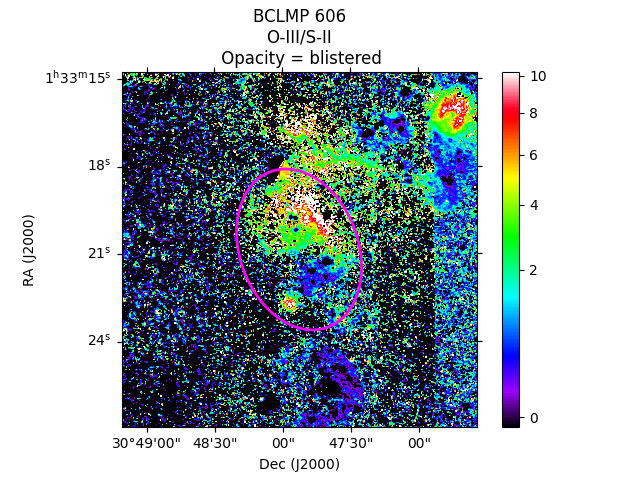 BCLMP 606
O-III/S-II
Opacity = blistered
1ʰ33ᵐ15ˢ
18ˢ
21ˢ
24ˢ
RA (J2000)
30°49'00" 48'30" 00" 47'30" 00"
Dec (J2000)
10
8
6
4
2
0